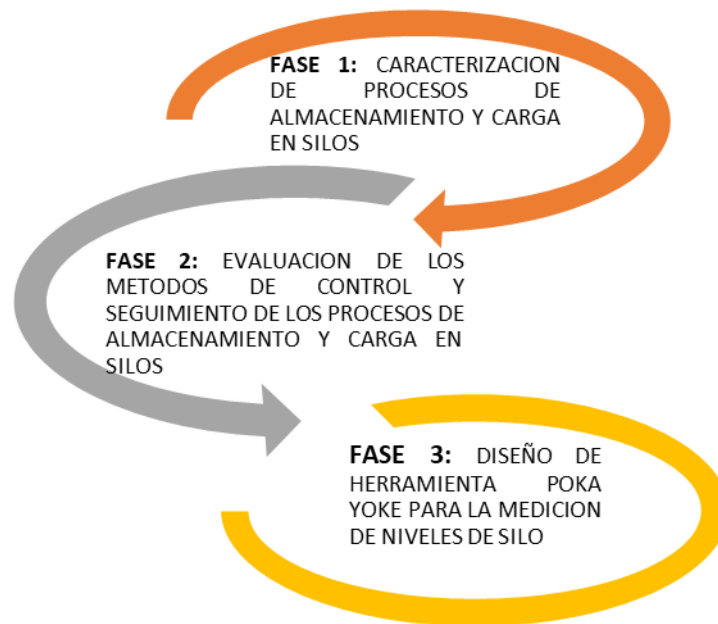 FASE 1: CARACTERIZACION
DE PROCESOS DE
ALMACENAMIENTO Y CARGA
EN SILOS
FASE 2: EVALUACION DE LOS
METODOS DE CONTROL Y
SEGUIMIENTO DE LOS PROCESOS DE
ALMACENAMIENTO Y CARGA EN
SILOS
FASE 3: DISEÑO DE
HERRAMIENTA POKA
YOKE PARA LA MEDICION
DE NIVELES DE SILO